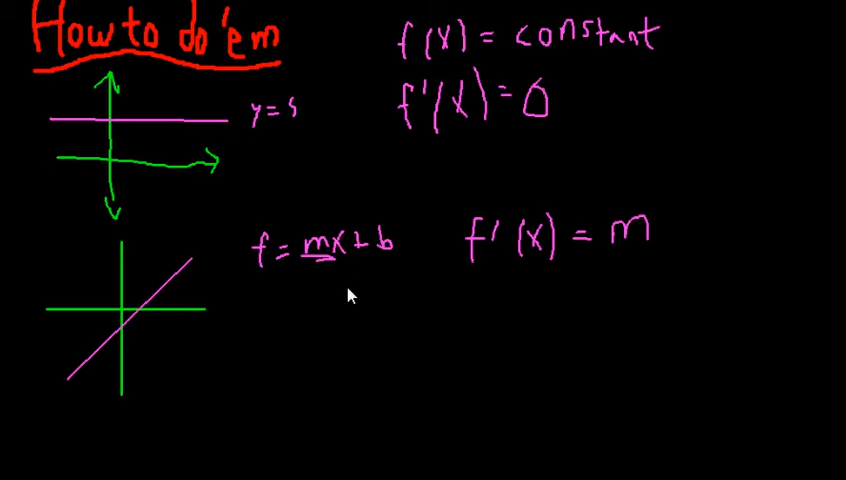 How to do 'em
f(x) = constant
y = 5
f'(x) = 0
f = mx + b
f'(x) = m